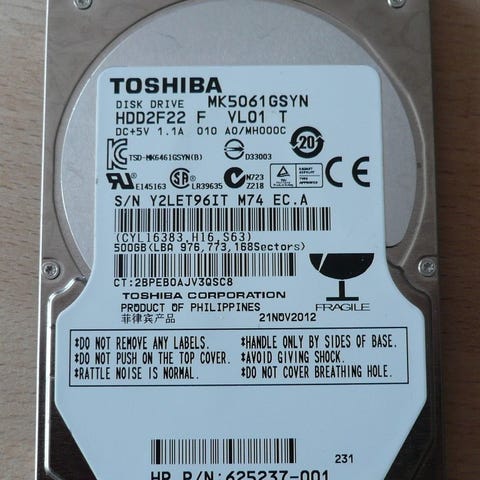 TOSHIBA
DISK DRIVE MK5061GSYN
HDD2F22 F VL01 T
DC+5V 1.1A 010 A0/MH000C
20
TSD-MK6461GSYN(B)
D33003
E145163 LR39635 N723
Z218
S/N Y2LET96IT M74 EC.A
(CYL16383,H16,S63)
500GB(LBA 976,773,168Sectors)
CT:2BPEB0AJV3QSC8
TOSHIBA CORPORATION
PRODUCT OF PHILIPPINES
菲律宾产品
21NOV2012
FRAGILE
*DO NOT REMOVE ANY LABELS. *HANDLE ONLY BY SIDES OF BASE.
*DO NOT PUSH ON THE TOP COVER. *AVOID GIVING SHOCK.
*RATTLE NOISE IS NORMAL. *DO NOT COVER BREATHING HOLE.
231
HP P/N:625237-001